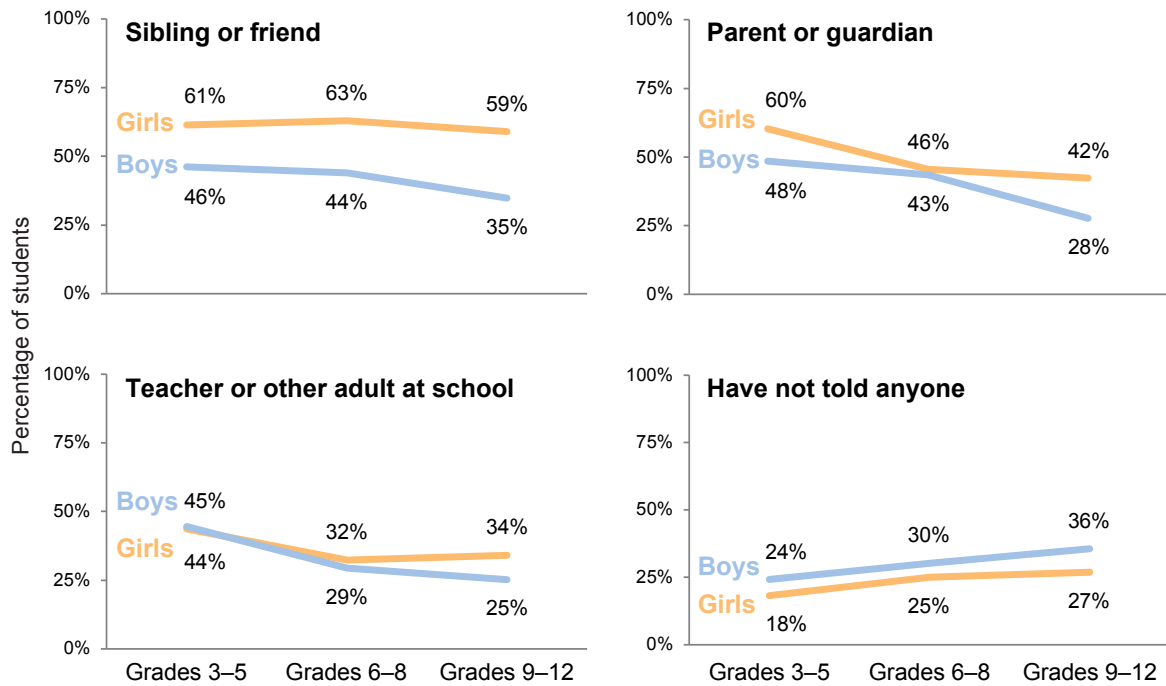 Percentage of students
Sibling or friend
100%
75%
50%
25%
0%
Girls
Boys
61%
63%
59%
46%
44%
35%
Parent or guardian
100%
75%
50%
25%
0%
Girls
Boys
60%
46%
42%
48%
43%
28%
Teacher or other adult at school
100%
75%
50%
25%
0%
Boys
Girls
45%
32%
34%
44%
29%
25%
Grades 3–5
Grades 6–8
Grades 9–12
Have not told anyone
100%
75%
50%
25%
0%
Boys
Girls
24%
30%
36%
18%
25%
27%
Grades 3–5
Grades 6–8
Grades 9–12